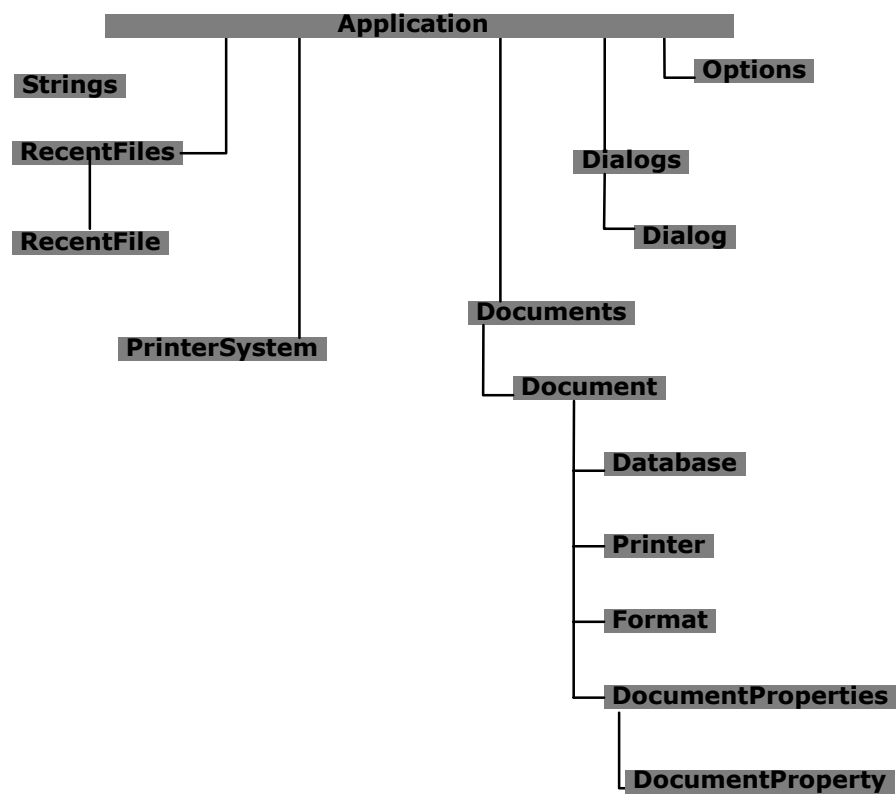 Application
Options
Strings
RecentFiles
Dialogs
RecentFile
Dialog
Documents
PrinterSystem
Document
Database
Printer
Format
DocumentProperties
DocumentProperty